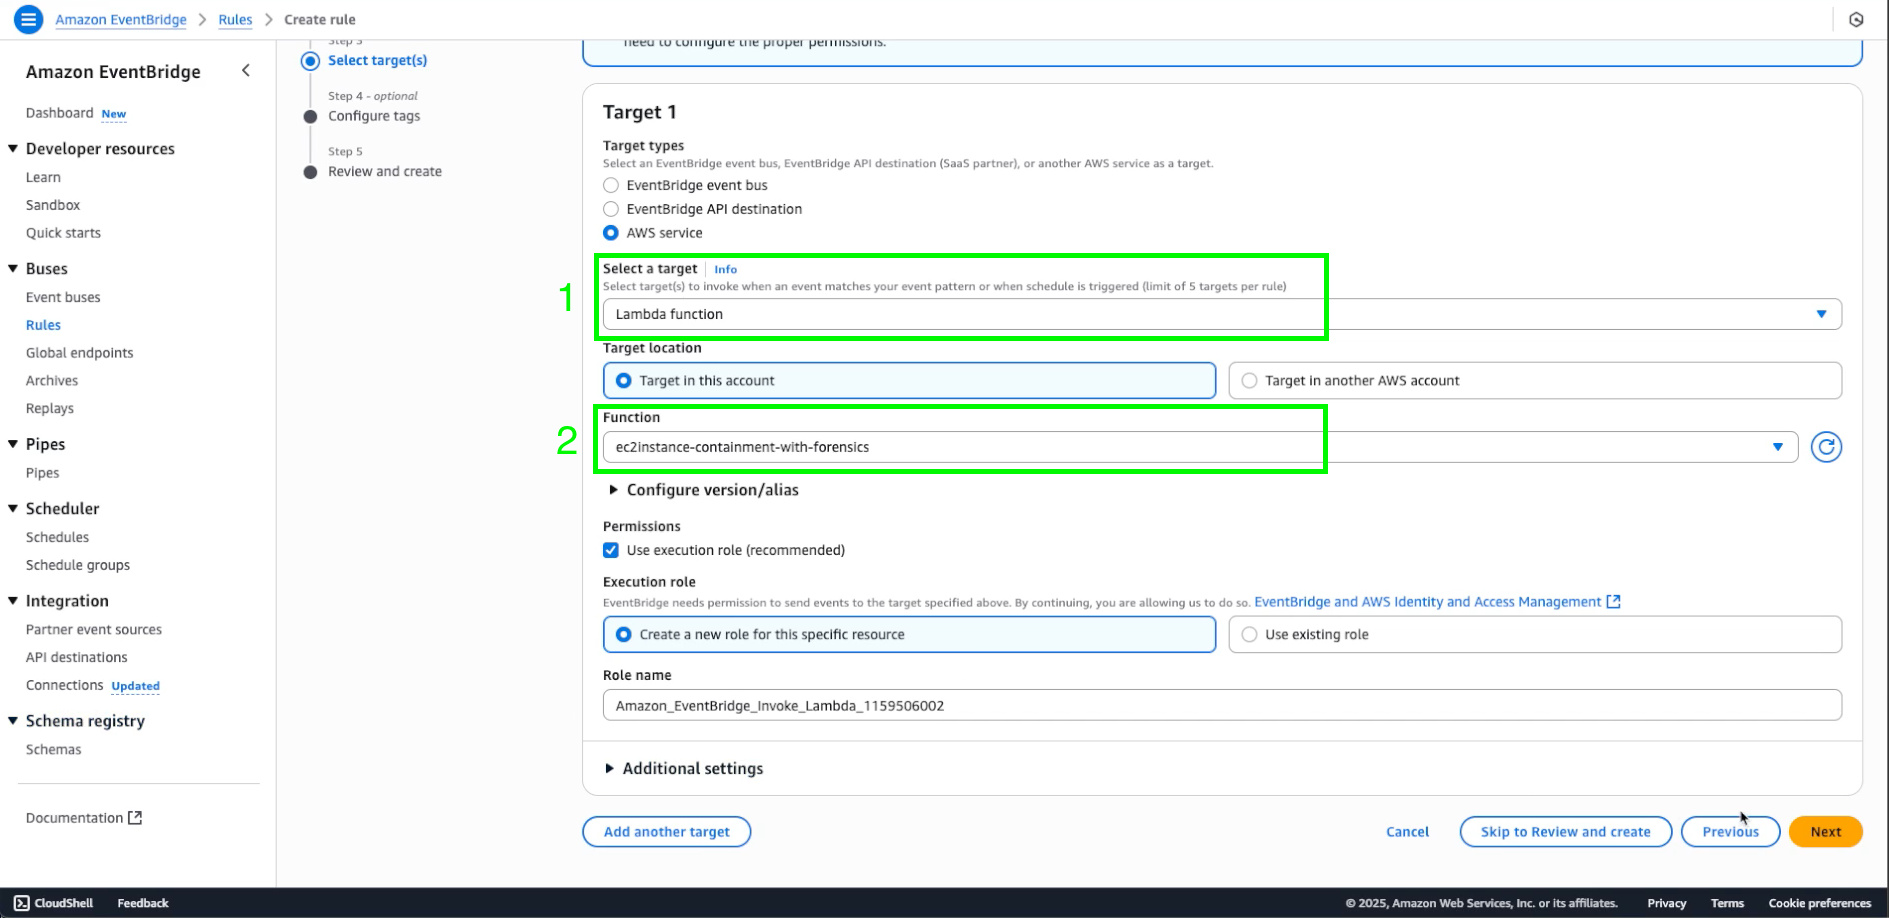 Amazon EventBridge > Rules > Create rule
Amazon EventBridge
Dashboard New
Developer resources
Learn
Sandbox
Quick starts
Buses
Event buses
Rules
Global endpoints
Archives
Replays
Pipes
Pipes
Scheduler
Schedules
Schedule groups
Integration
Partner event sources
API destinations
Connections Updated
Schema registry
Schemas
Documentation
Step 3
Select target(s)
Step 4 - optional
Configure tags
Step 5
Review and create
need to configure the proper permissions.
Target 1
Target types
Select an EventBridge event bus, EventBridge API destination (SaaS partner), or another AWS service as a target.
EventBridge event bus
EventBridge API destination
AWS service
1
Select a target Info
Select target(s) to invoke when an event matches your event pattern or when schedule is triggered (limit of 5 targets per rule)
Lambda function
Target location
Target in this account
Target in another AWS account
2
Function
ec2instance-containment-with-forensics
Configure version/alias
Permissions
Use execution role (recommended)
Execution role
EventBridge needs permission to send events to the target specified above. By continuing, you are allowing us to do so. EventBridge and AWS Identity and Access Management
Create a new role for this specific resource
Use existing role
Role name
Amazon_EventBridge_Invoke_Lambda_1159506002
Additional settings
Add another target
Cancel
Skip to Review and create
Previous
Next
CloudShell
Feedback
© 2025, Amazon Web Services, Inc. or its affiliates.
Privacy
Terms
Cookie preferences